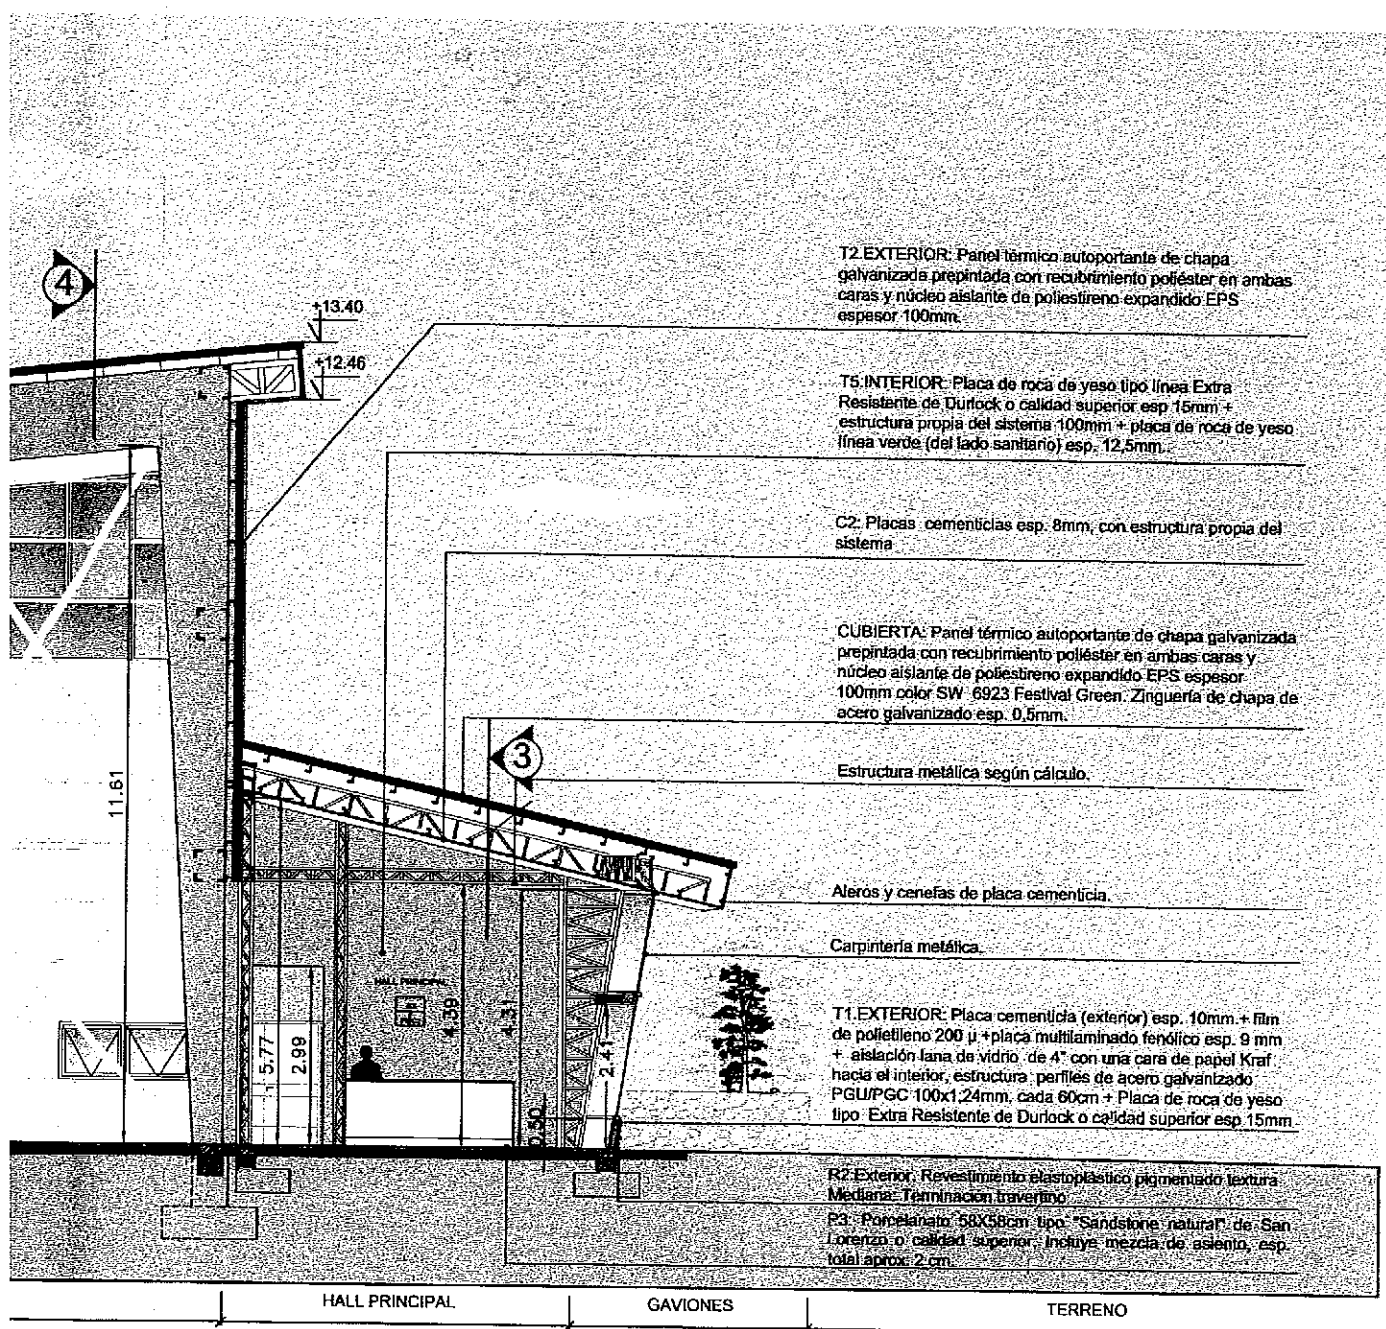 T2.EXTERIOR: Panel térmico autoportante de chapa
galvanizada prepintada con recubrimiento poliéster en ambas
caras y núcleo aislante de poliestireno expandido EPS
espesor 100mm.
4
+13.40
+12.46
T5.INTERIOR: Placa de roca de yeso tipo línea Extra
Resistente de Durlock o calidad superior esp 15mm +
estructura propia del sistema 100mm + placa de roca de yeso
línea verde (del lado sanitario) esp. 12,5mm.
C2: Placas cementicias esp. 8mm, con estructura propia del
sistema
CUBIERTA: Panel térmico autoportante de chapa galvanizada
prepintada con recubrimiento poliéster en ambas caras y
núcleo aislante de poliestireno expandido EPS espesor
100mm color SW 6923 Festival Green. Zinguería de chapa de
acero galvanizado esp. 0,5mm.
3
Estructura metálica según cálculo.
11.61
Aleros y cenefas de placa cementicia.
Carpintería metálica.
HALL PRINCIPAL
5.77
2.99
4.39
4.31
2.41
0.50
T1.EXTERIOR: Placa cementicia (exterior) esp. 10mm + film
de polietileno 200 µ +placa multilaminado fenólico esp. 9 mm
+ aislación lana de vidrio de 4" con una cara de papel Kraf
hacia el interior, estructura perfiles de acero galvanizado
PGU/PGC 100x1,24mm, cada 60cm + Placa de roca de yeso
tipo Extra Resistente de Durlock o calidad superior esp 15mm
R2.Exterior: Revestimiento elastoplastico pigmentado textura
Mediana: Terminacion travertino
P3: Porcelanato 58X58cm tipo "Sandstone natural" de San
Lorenzo o calidad superior, incluye mezcla de asiento, esp.
total aprox. 2 cm.
HALL PRINCIPAL
GAVIONES
TERRENO